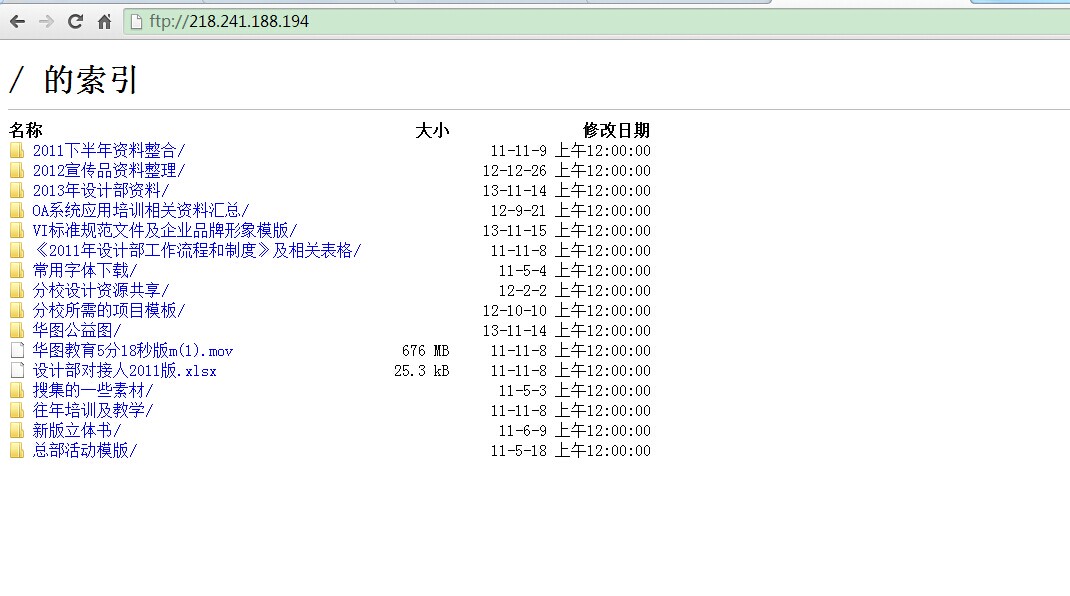 ftp://218.241.188.194
/ 的索引
名称 大小 修改日期
2011下半年资料整合/ 11-11-9 上午12:00:00
2012宣传品资料整理/ 12-12-26 上午12:00:00
2013年设计部资料/ 13-11-14 上午12:00:00
OA系统应用培训相关资料汇总/ 12-9-21 上午12:00:00
VI标准规范文件及企业品牌形象模版/ 13-11-15 上午12:00:00
《2011年设计部工作流程和制度》及相关表格/ 11-11-8 上午12:00:00
常用字体下载/ 11-5-4 上午12:00:00
分校设计资源共享/ 12-2-2 上午12:00:00
分校所需的项目模板/ 12-10-10 上午12:00:00
华图公益图/ 13-11-14 上午12:00:00
华图教育5分18秒版m(1).mov 676 MB 11-11-8 上午12:00:00
设计部对接人2011版.xlsx 25.3 kB 11-11-8 上午12:00:00
搜集的一些素材/ 11-5-3 上午12:00:00
往年培训及教学/ 11-11-8 上午12:00:00
新版立体书/ 11-6-9 上午12:00:00
总部活动模版/ 11-5-18 上午12:00:00